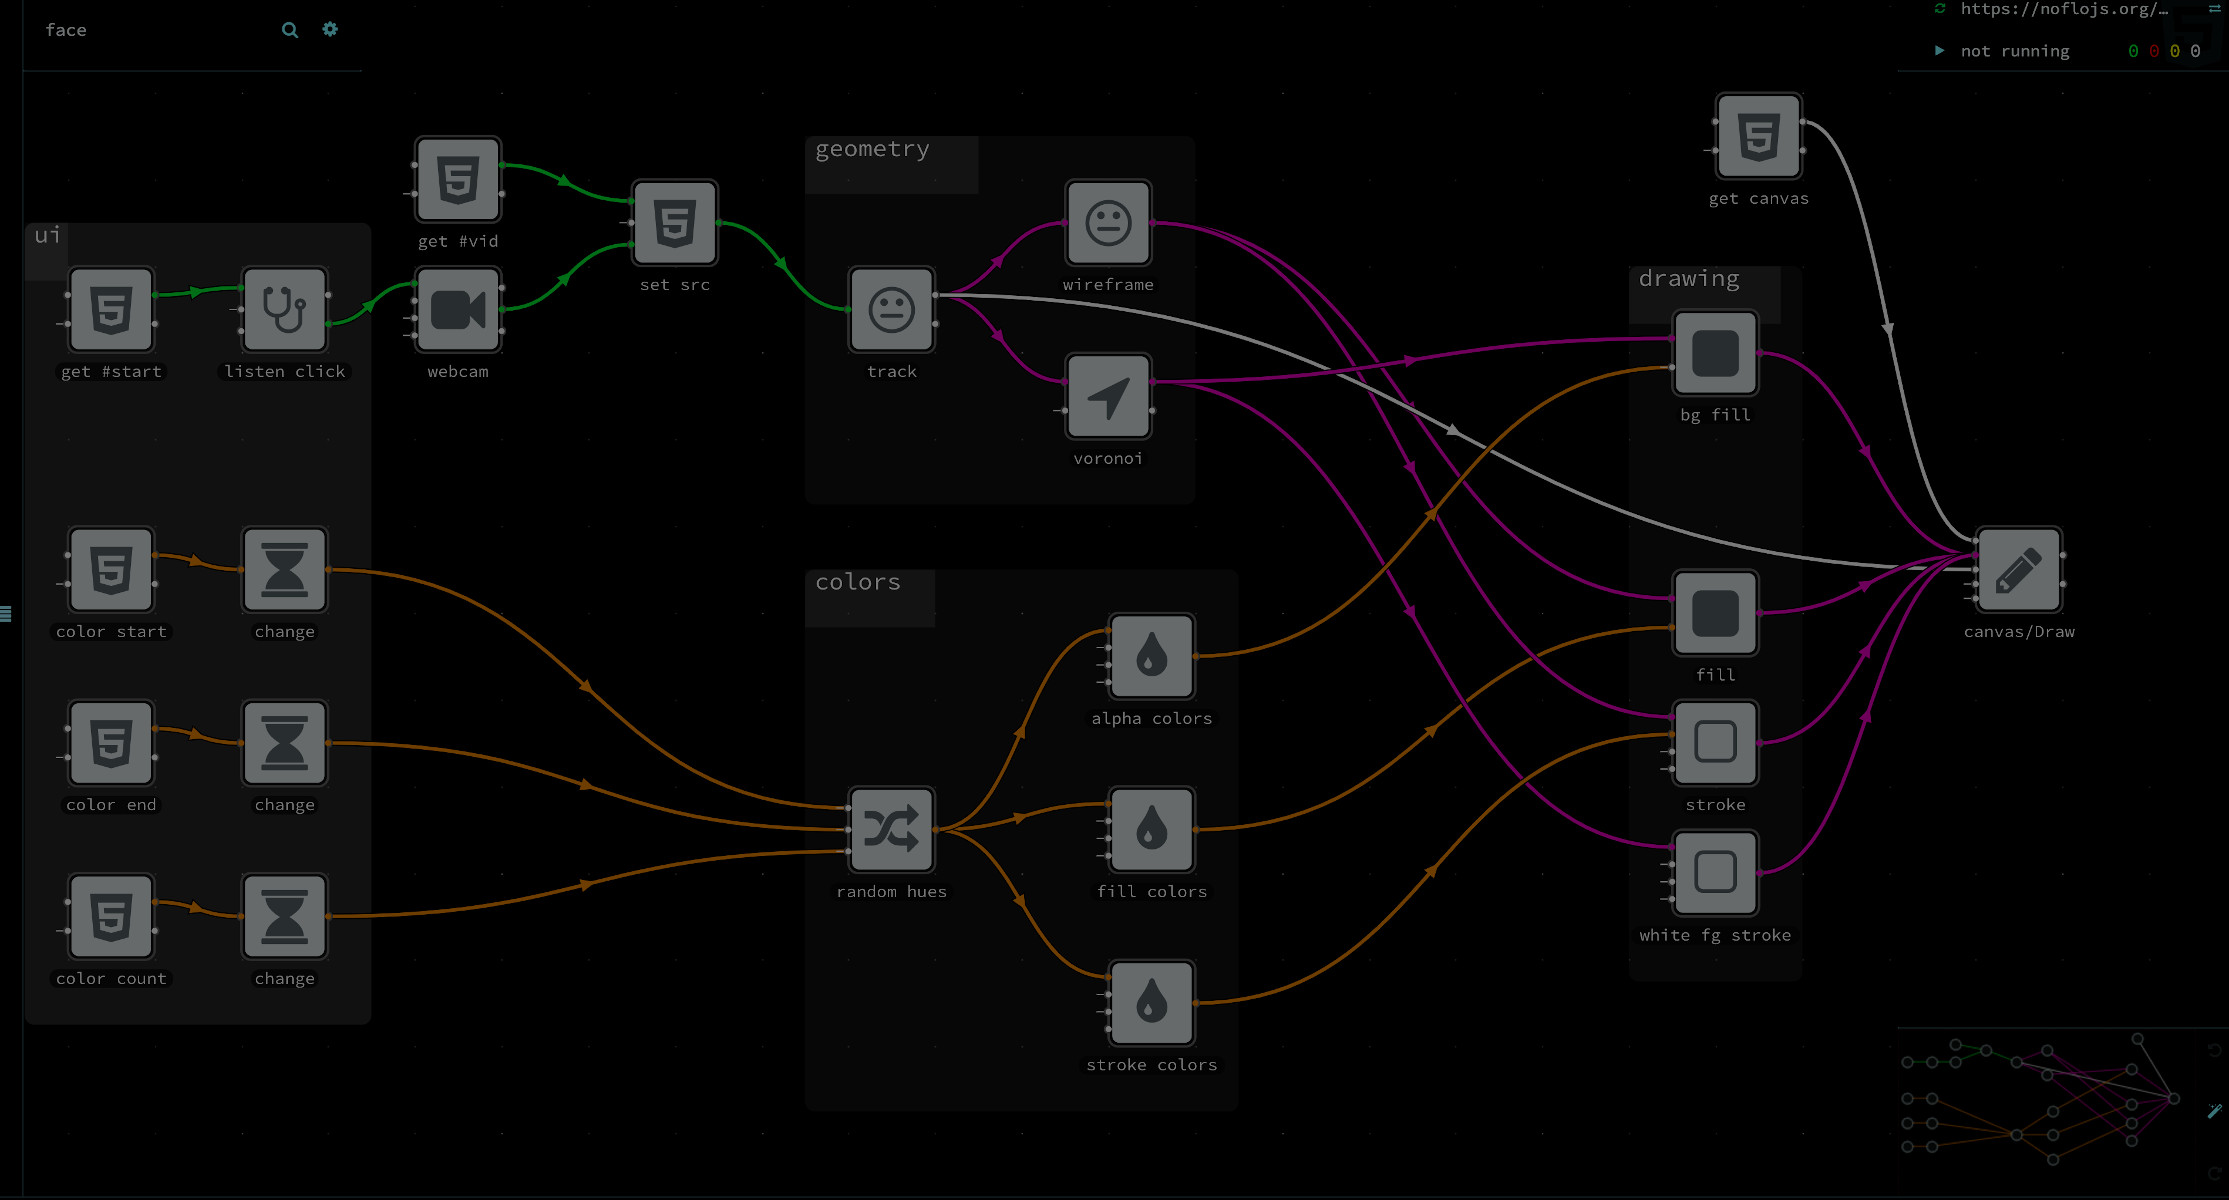 face
https://noflojs.org/…
not running 0 0 0 0
get canvas
geometry
get #vid
ui
set src
wireframe
drawing
get #start
listen click
webcam
track
bg fill
voronoi
colors
color start
change
canvas/Draw
fill
alpha colors
color end
change
stroke
random hues
fill colors
white fg stroke
color count
change
stroke colors